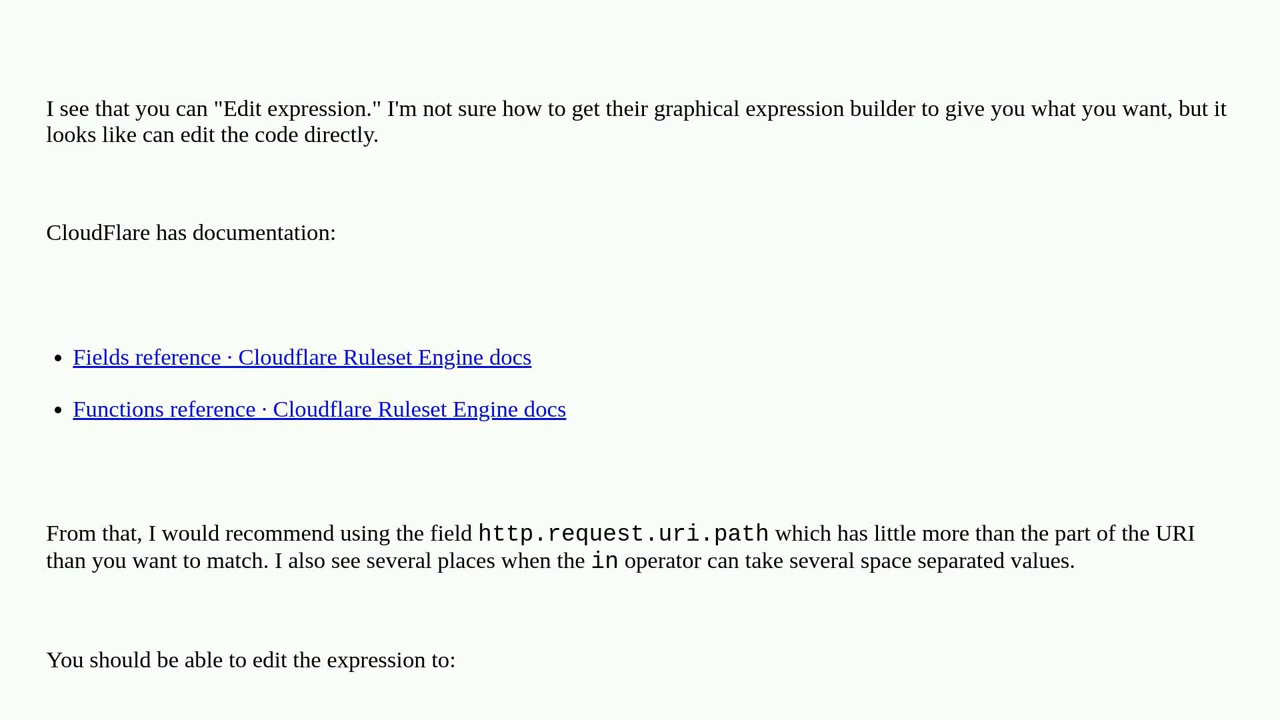 I see that you can "Edit expression." I'm not sure how to get their graphical expression builder to give you what you want, but it
looks like can edit the code directly.
CloudFlare has documentation:
• Fields reference · Cloudflare Ruleset Engine docs
• Functions reference · Cloudflare Ruleset Engine docs
From that, I would recommend using the field http.request.uri.path which has little more than the part of the URI
than you want to match. I also see several places when the in operator can take several space separated values.
You should be able to edit the expression to: